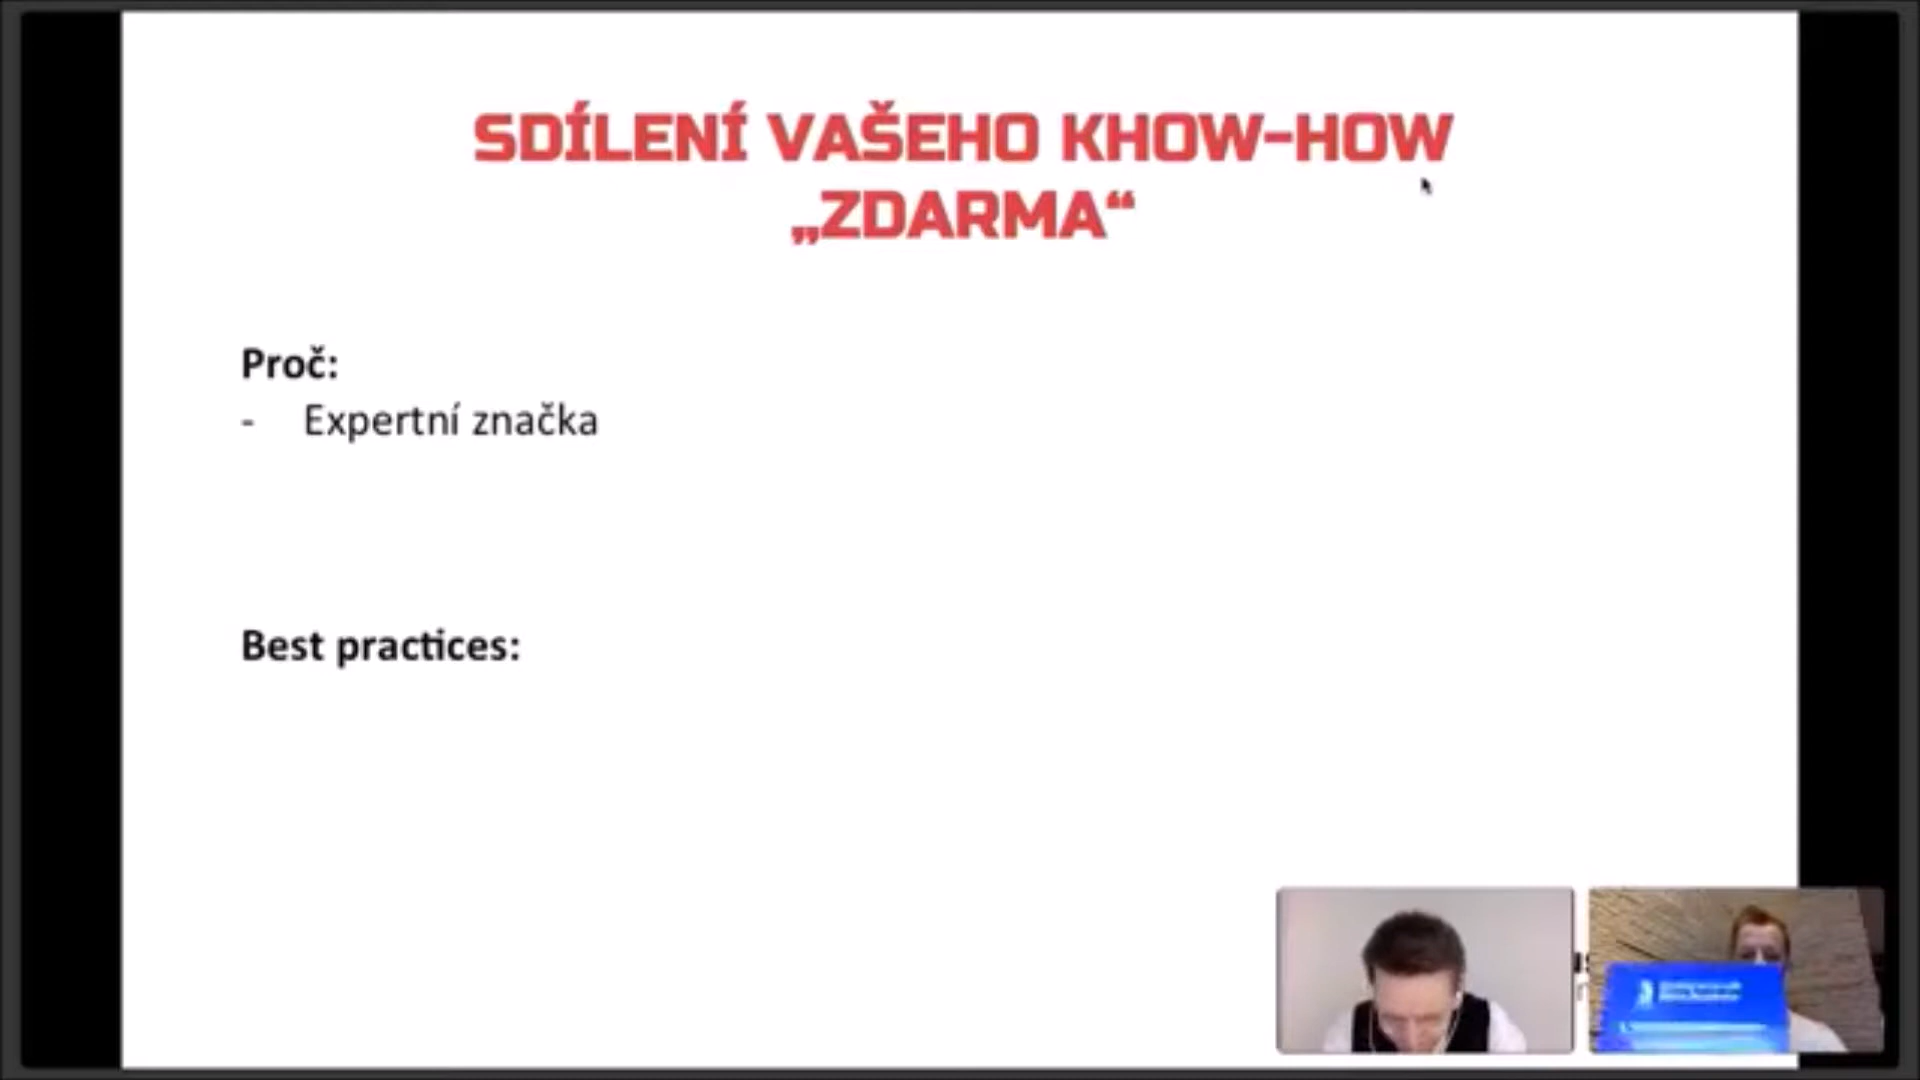 SDÍLENÍ VAŠEHO KHOW-HOW
„ZDARMA“
Proč:
- Expertní značka
Best practices: